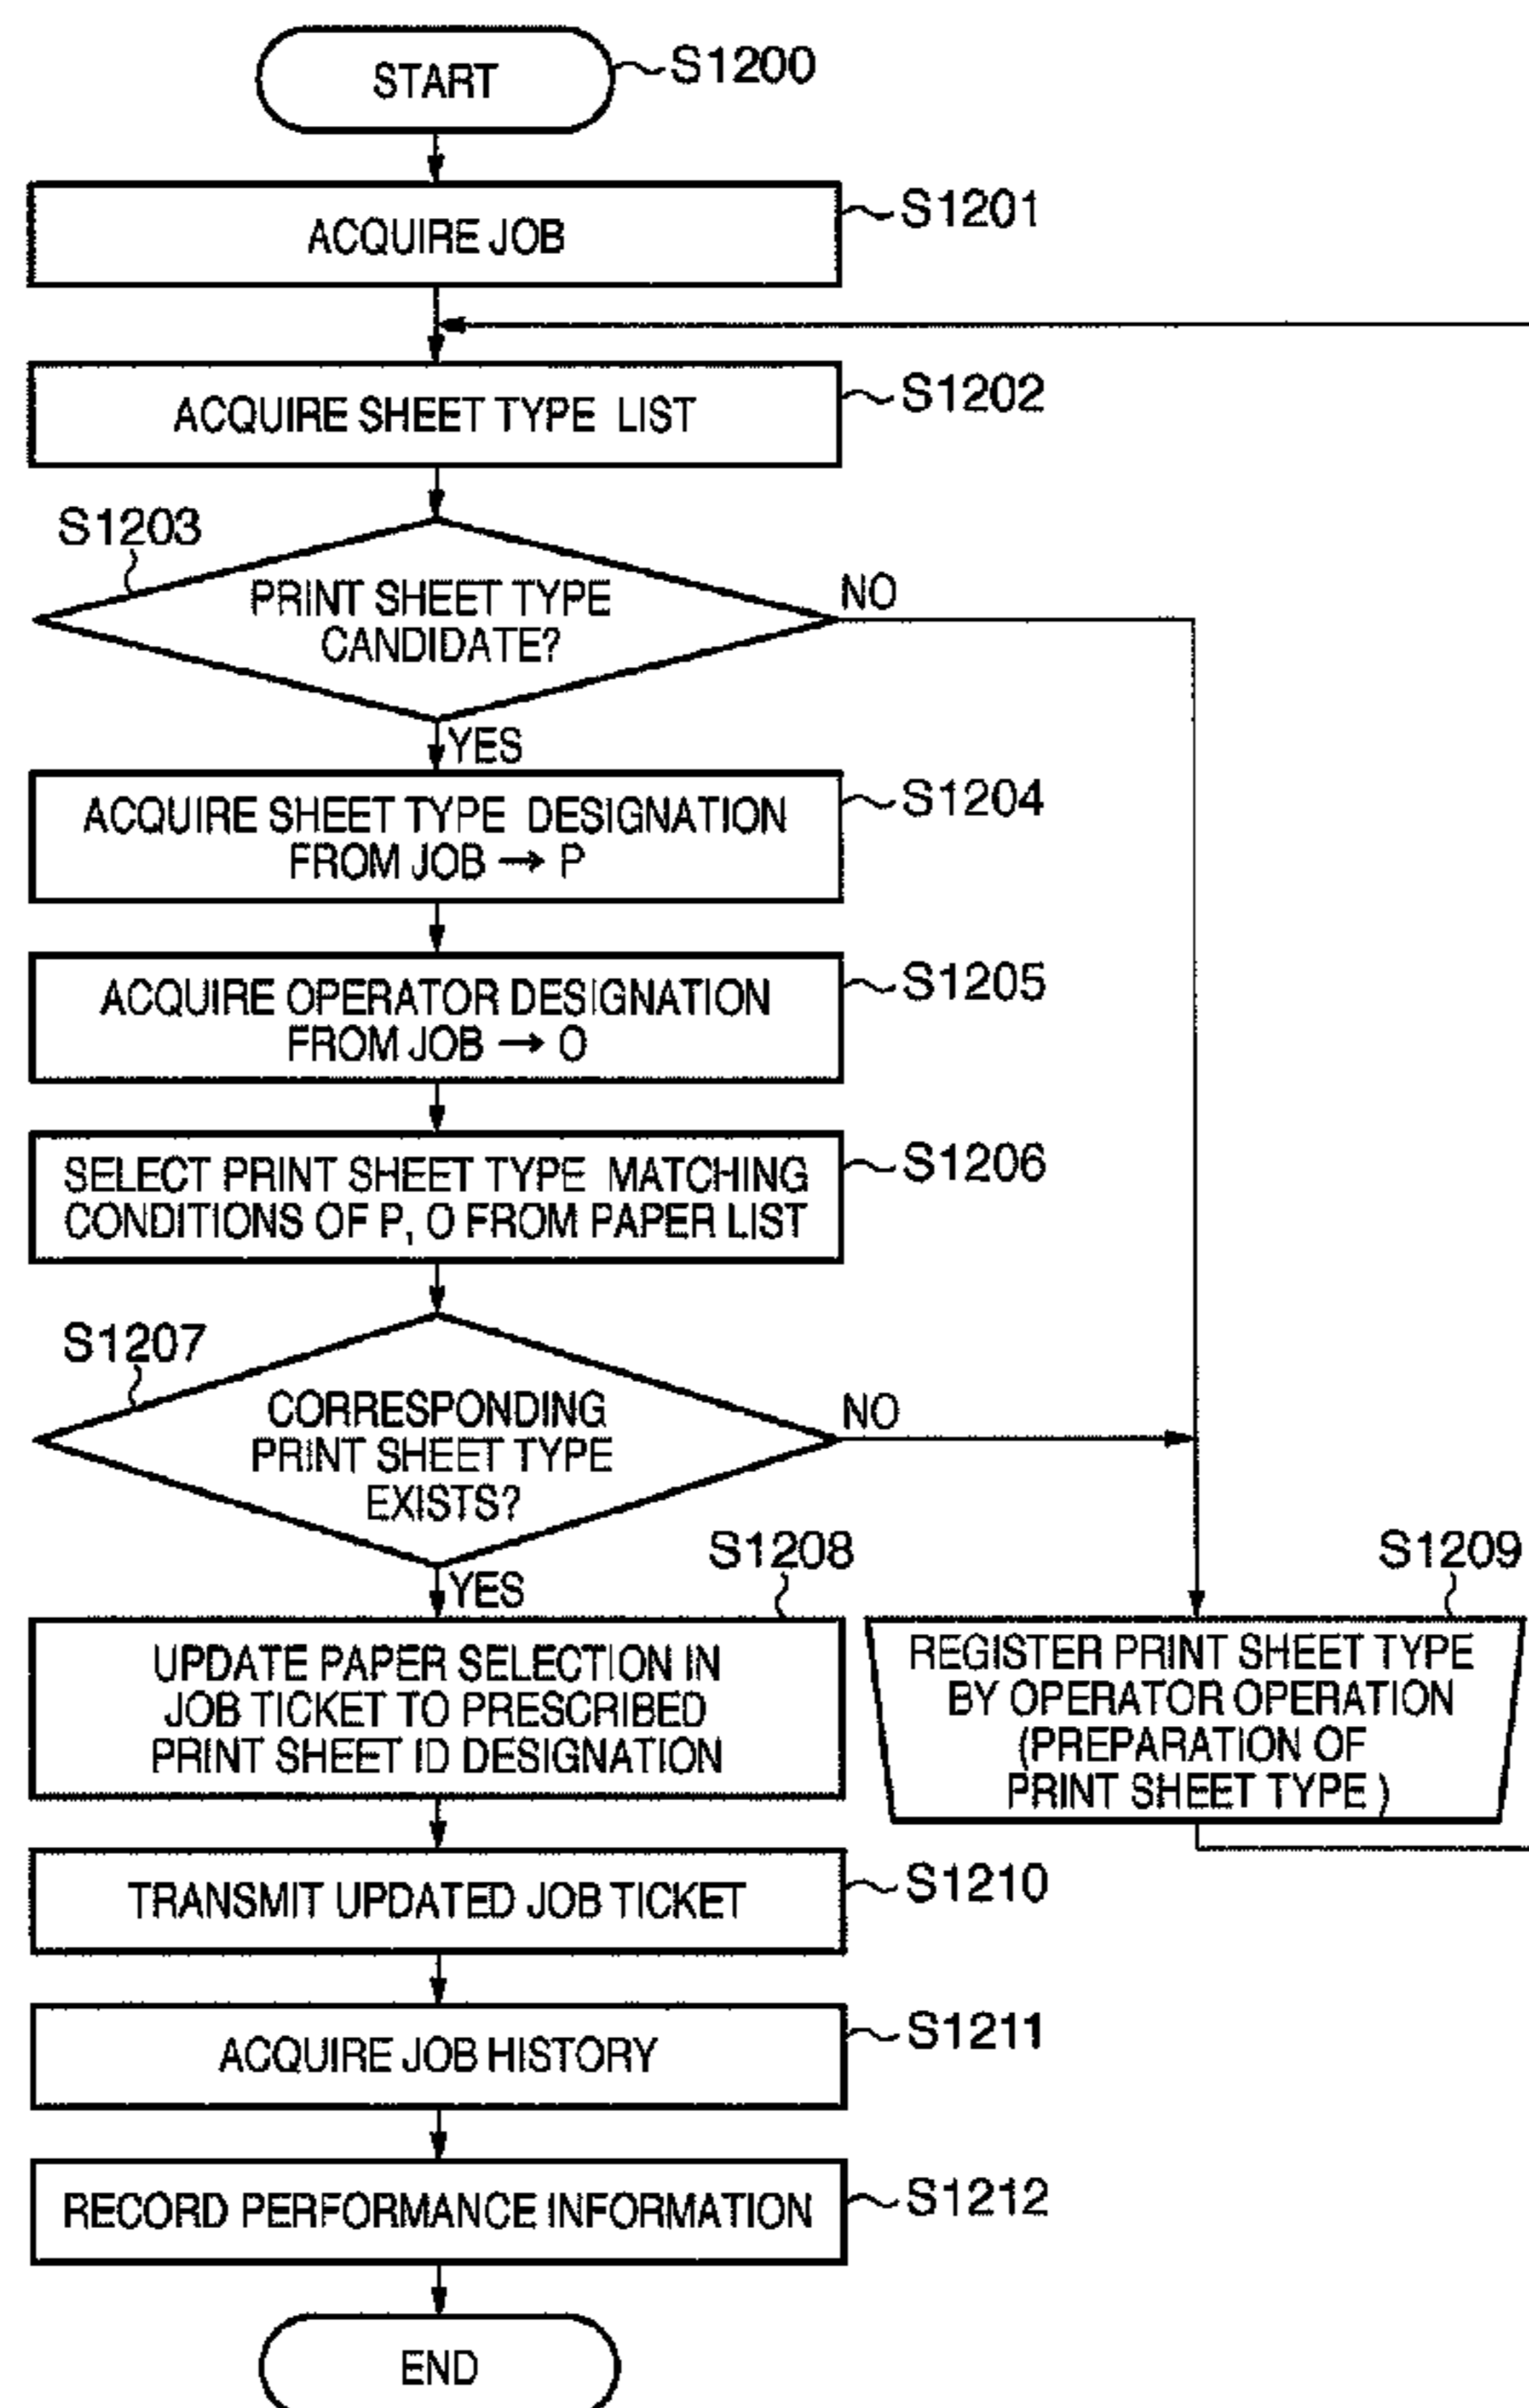 START
S1200
ACQUIRE JOB
S1201
ACQUIRE SHEET TYPE LIST
S1202
S1203
PRINT SHEET TYPE
CANDIDATE?
NO
YES
ACQUIRE SHEET TYPE DESIGNATION
FROM JOB → P
S1204
ACQUIRE OPERATOR DESIGNATION
FROM JOB → O
S1205
SELECT PRINT SHEET TYPE MATCHING
CONDITIONS OF P, O FROM PAPER LIST
S1206
S1207
CORRESPONDING
PRINT SHEET TYPE
EXISTS?
NO
YES
S1208
UPDATE PAPER SELECTION IN
JOB TICKET TO PRESCRIBED
PRINT SHEET ID DESIGNATION
S1209
REGISTER PRINT SHEET TYPE
BY OPERATOR OPERATION
(PREPARATION OF
PRINT SHEET TYPE )
TRANSMIT UPDATED JOB TICKET
S1210
ACQUIRE JOB HISTORY
S1211
RECORD PERFORMANCE INFORMATION
S1212
END